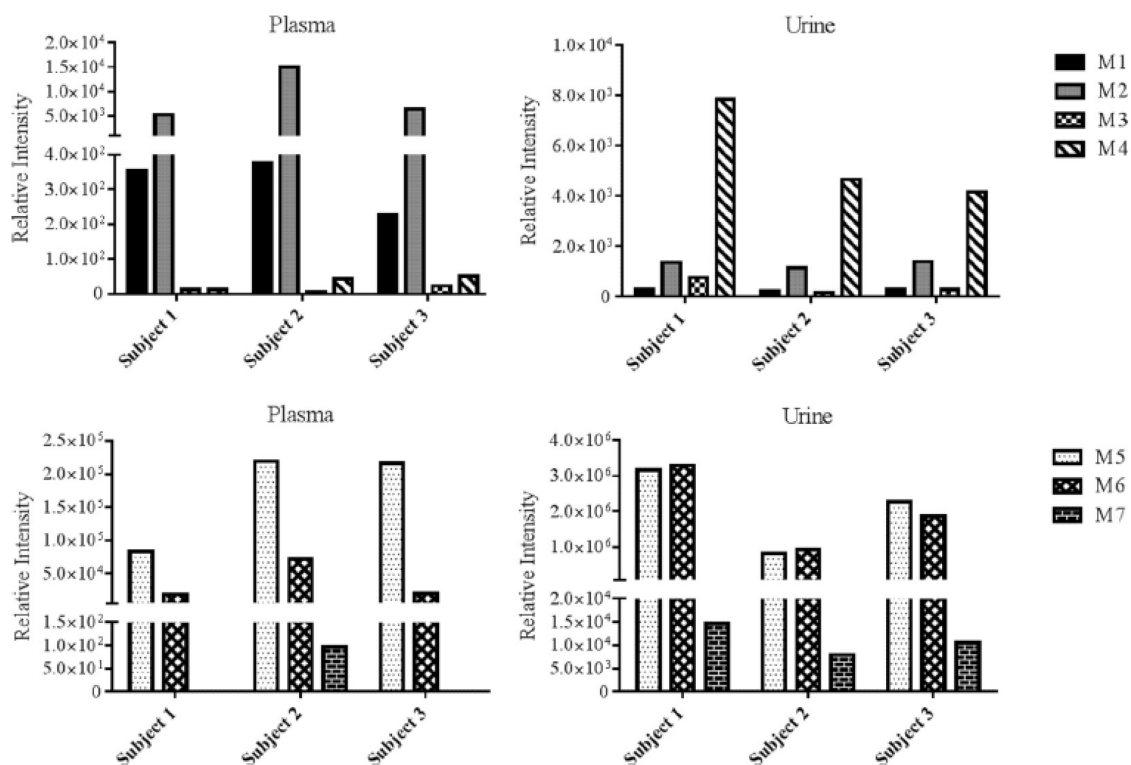 Plasma
Relative Intensity
2.0×10⁴
1.5×10⁴
1.0×10⁴
5.0×10³
4.0×10²
3.0×10²
2.0×10²
1.0×10²
0
Subject 1
Subject 2
Subject 3
Urine
Relative Intensity
1.0×10⁴
8.0×10³
6.0×10³
4.0×10³
2.0×10³
0
Subject 1
Subject 2
Subject 3
M1
M2
M3
M4
Plasma
Relative Intensity
2.5×10⁵
2.0×10⁵
1.5×10⁵
1.0×10⁵
5.0×10⁴
1.5×10²
1.0×10²
5.0×10¹
0
Subject 1
Subject 2
Subject 3
Urine
Relative Intensity
4.0×10⁶
3.0×10⁶
2.0×10⁶
1.0×10⁶
2.0×10⁴
1.5×10⁴
1.0×10⁴
5.0×10³
0
Subject 1
Subject 2
Subject 3
M5
M6
M7